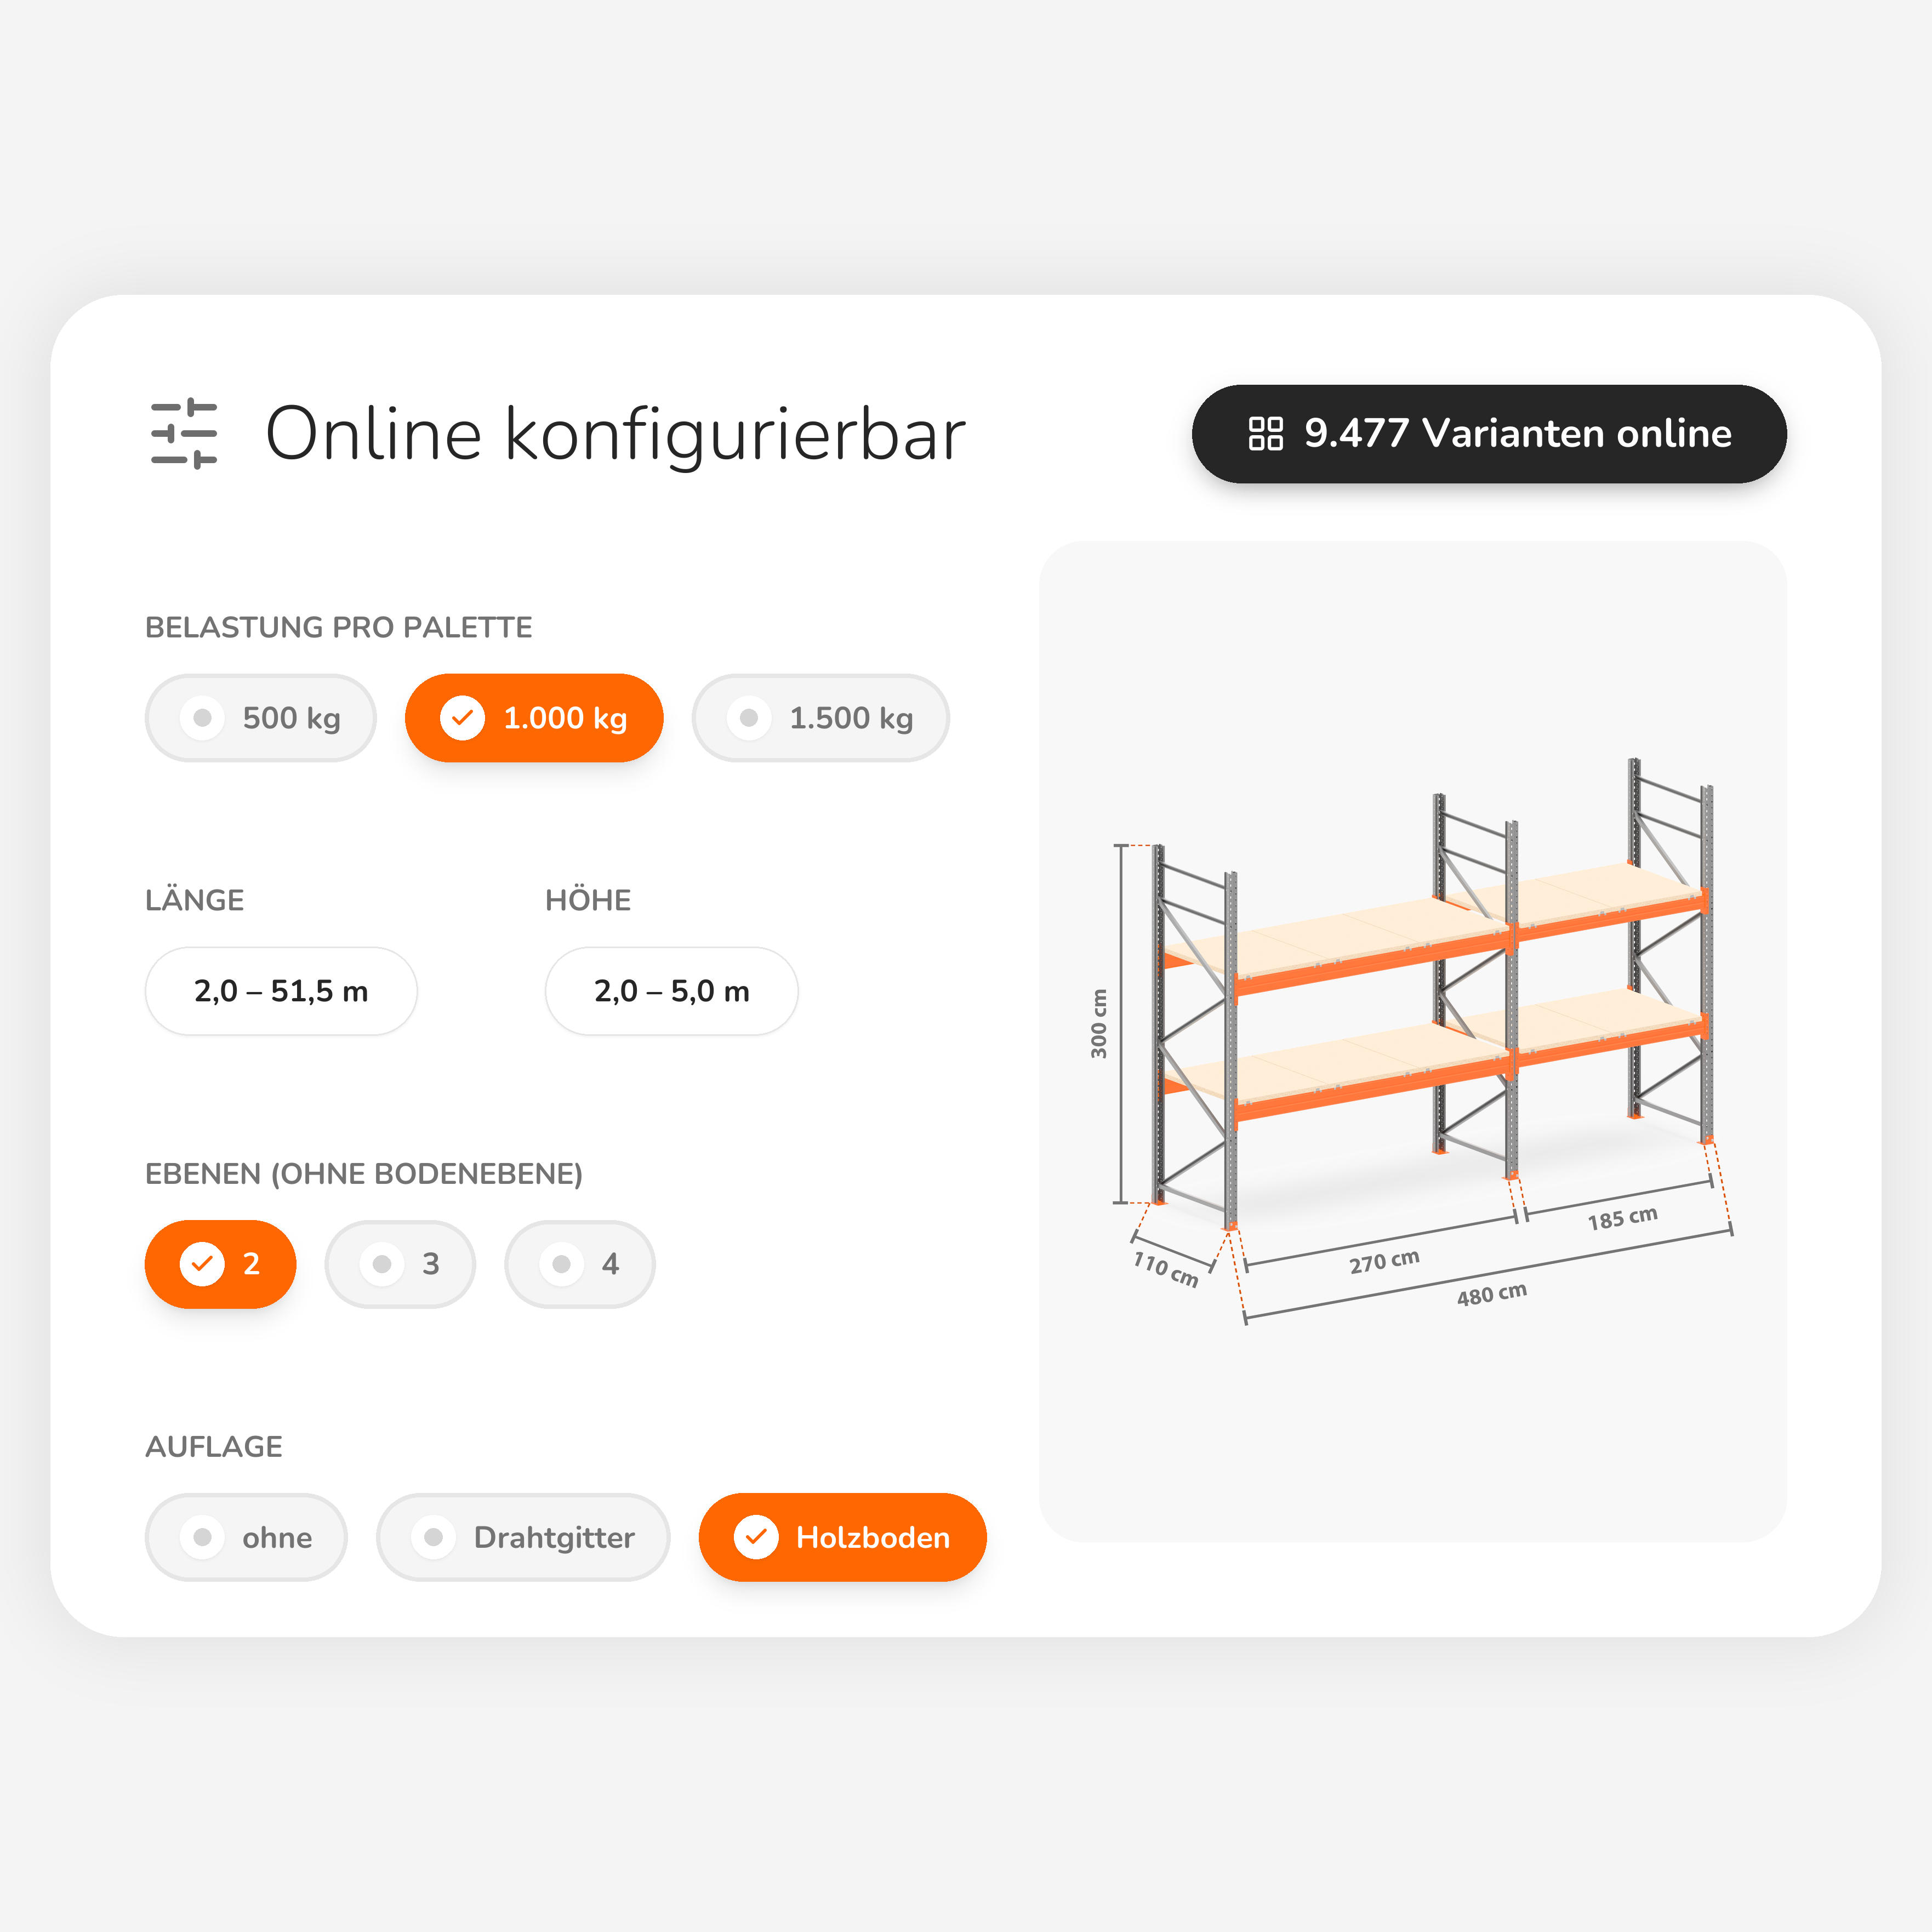 Online konfigurierbar
9.477 Varianten online
BELASTUNG PRO PALETTE
500 kg
1.000 kg
1.500 kg
LÄNGE
HÖHE
2,0 – 51,5 m
2,0 – 5,0 m
EBENEN (OHNE BODENEBENE)
2
3
4
AUFLAGE
ohne
Drahtgitter
Holzboden
300 cm
110 cm
270 cm
185 cm
480 cm